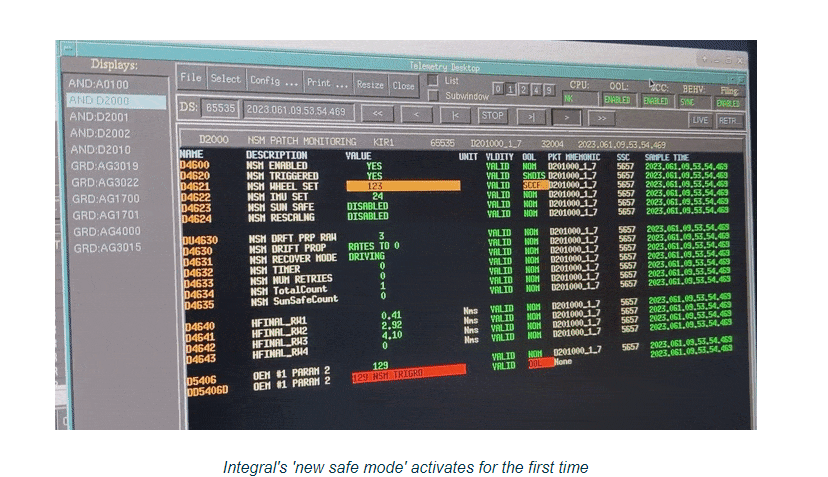 Displays:
AND:A0100
AND:D2000
AND:D2001
AND:D2002
AND:D2010
GRD:AG3019
GRD:AG3022
GRD:AG1700
GRD:AG1701
GRD:AG4000
GRD:AG3015
Telemetry Desktop
File Select Config ... Print ... Resize Close
List
Subwindow
0 1 2 4 9
CPU: OOL: SCC: BEHV: Filing:
NK ENABLED ENABLED SYNC ENABLED
DS: 65535 2023.061.09.53.54.469 << < |< STOP >| > >> LIVE RETR...
D2000 NSM PATCH MONITORING KIR1 65535 D201000_1_7 32004 2023.061.09.53.54.469
NAME DESCRIPTION VALUE UNIT VLDITY OOL PKT MNEMONIC SSC SAMPLE TIME
D4600 NSM ENABLED YES VALID NOM D201000_1_7 5657 2023.061.09.53.54.469
D4620 NSM TRIGGERED YES VALID SMDIS D201000_1_7 5657 2023.061.09.53.54.469
D4621 NSM WHEEL SET 123 VALID SCCF D201000_1_7 5657 2023.061.09.53.54.469
D4622 NSM IMU SET 24 VALID NOM D201000_1_7 5657 2023.061.09.53.54.469
D4623 NSM SUN SAFE DISABLED VALID NOM D201000_1_7 5657 2023.061.09.53.54.469
D4624 NSM RESCALNG DISABLED VALID NOM D201000_1_7 5657 2023.061.09.53.54.469
DU4630 NSM DRFT PRP RAW 3 VALID NOM D201000_1_7 5657 2023.061.09.53.54.469
D4630 NSM DRIFT PROP RATES TO 0 VALID NOM D201000_1_7 5657 2023.061.09.53.54.469
D4631 NSM RECOVER MODE DRIVING VALID NOM D201000_1_7 5657 2023.061.09.53.54.469
D4632 NSM TIMER 0 VALID NOM D201000_1_7 5657 2023.061.09.53.54.469
D4633 NSM NUM RETRIES 0 VALID NOM D201000_1_7 5657 2023.061.09.53.54.469
D4634 NSM TotalCount 1 VALID NOM D201000_1_7 5657 2023.061.09.53.54.469
D4635 NSM SunSafeCount 0 VALID NOM D201000_1_7 5657 2023.061.09.53.54.469
D4640 HFINAL_RW1 0.41 Nms VALID NOM D201000_1_7 5657 2023.061.09.53.54.469
D4641 HFINAL_RW2 2.92 Nms VALID NOM D201000_1_7 5657 2023.061.09.53.54.469
D4642 HFINAL_RW3 4.10 Nms VALID NOM D201000_1_7 5657 2023.061.09.53.54.469
D4643 HFINAL_RW4 0 Nms VALID NOM D201000_1_7 5657 2023.061.09.53.54.469
D5406 OEM #1 PARAM 2 129 VALID NOM D201000_1_7 5657 2023.061.09.53.54.469
DD5406D OEM #1 PARAM 2 129 NSM TRIGRD VALID OOL None 2023.061.09.53.54.469
Integral's 'new safe mode' activates for the first time